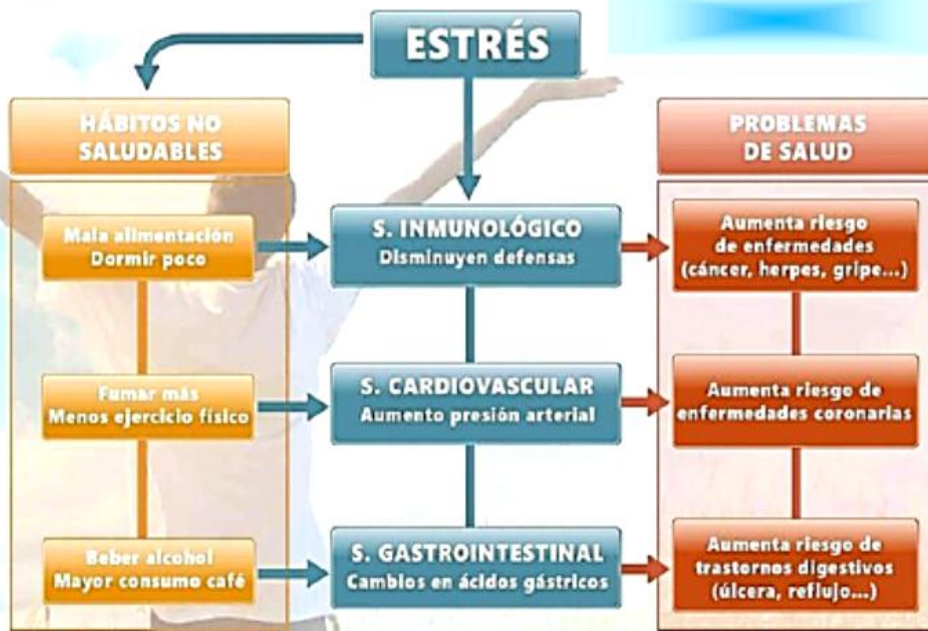 ESTRÉS
HÁBITOS NO
SALUDABLES
PROBLEMAS
DE SALUD
Mala alimentación
Dormir poco
S. INMUNOLÓGICO
Disminuyen defensas
Aumenta riesgo
de enfermedades
(cáncer, herpes, gripe...)
Fumar más
Menos ejercicio físico
S. CARDIOVASCULAR
Aumento presión arterial
Aumenta riesgo de
enfermedades coronarias
Beber alcohol
Mayor consumo café
S. GASTROINTESTINAL
Cambios en ácidos gástricos
Aumenta riesgo de
trastornos digestivos
(úlcera, reflujo...)